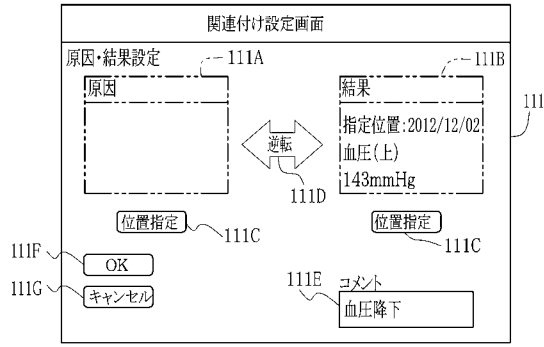 関連付け設定画面
原因・結果設定
111A
111B
原因
結果
111
指定位置:2012/12/02
血圧(上)
143mmHg
逆転
111D
位置指定
111C
位置指定
111C
111F
OK
111G
キャンセル
111E
コメント
血圧降下